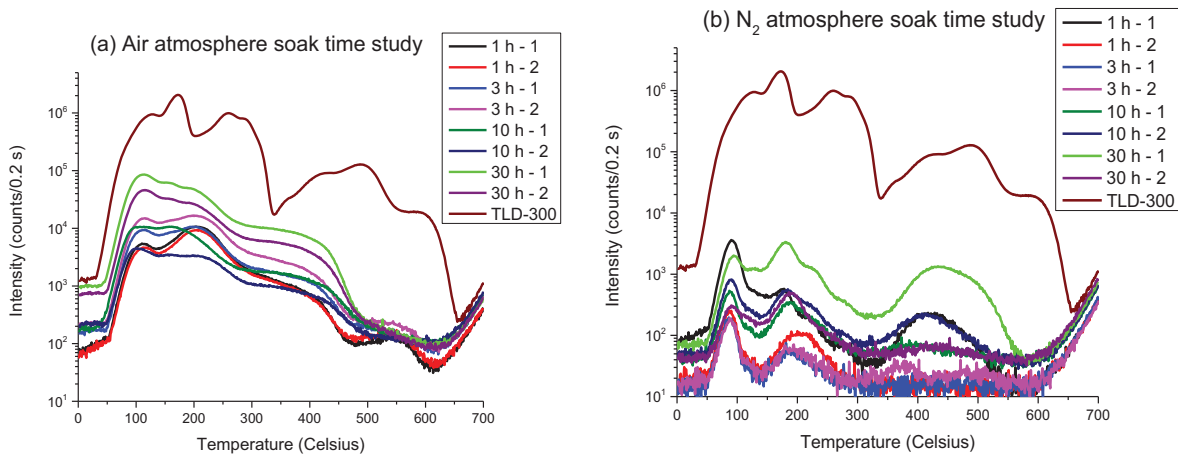 (a) Air atmosphere soak time study
1 h - 1
1 h - 2
3 h - 1
3 h - 2
10 h - 1
10 h - 2
30 h - 1
30 h - 2
TLD-300
Intensity (counts/0.2 s)
10⁶
10⁵
10⁴
10³
10²
10¹
0 100 200 300 400 500 600 700
Temperature (Celsius)
(b) N₂ atmosphere soak time study
1 h - 1
1 h - 2
3 h - 1
3 h - 2
10 h - 1
10 h - 2
30 h - 1
30 h - 2
TLD-300
Intensity (counts/0.2 s)
10⁶
10⁵
10⁴
10³
10²
10¹
0 100 200 300 400 500 600 700
Temperature (Celsius)